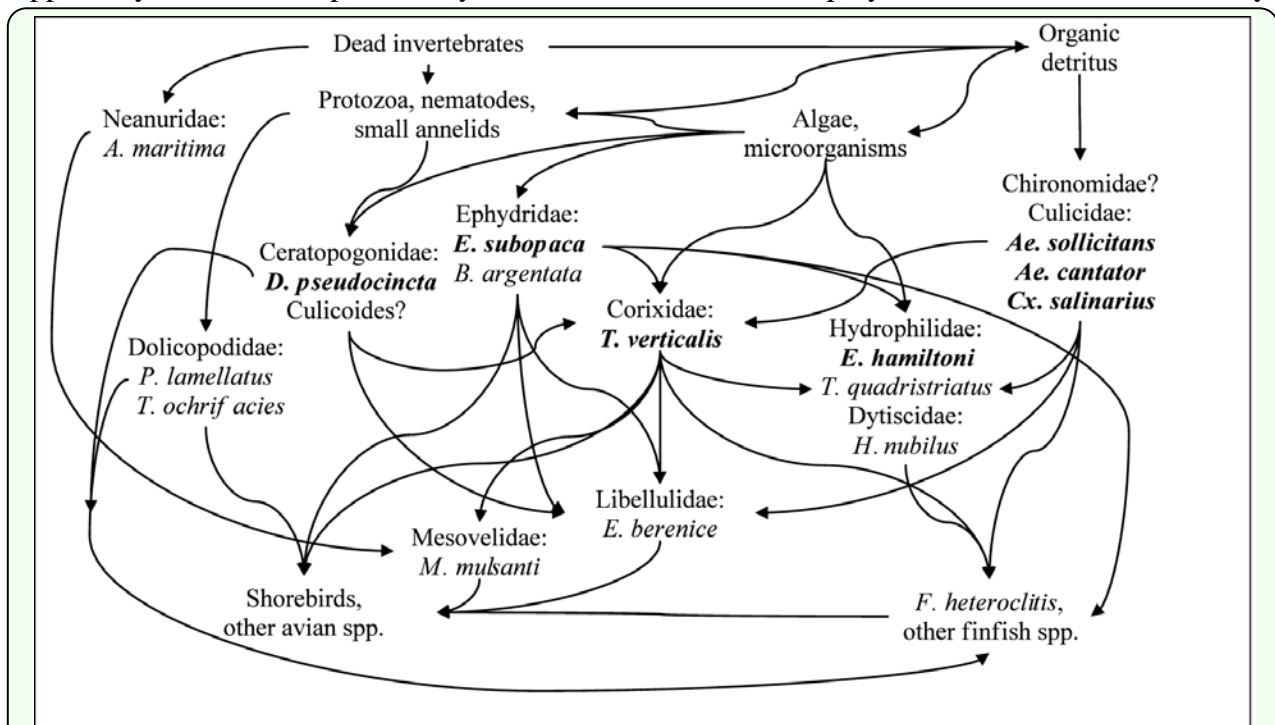 Dead invertebrates
Organic
detritus
Neanuridae:
A. maritima
Protozoa, nematodes,
small annelids
Algae,
microorganisms
Chironomidae?
Culicidae:
Ae. sollicitans
Ae. cantator
Cx. salinarius
Ephydridae:
E. subopaca
B. argentata
Ceratopogonidae:
D. pseudocincta
Culicoides?
Corixidae:
T. verticalis
Hydrophilidae:
E. hamiltoni
T. quadristriatus
Dytiscidae:
H. nubilus
Dolicopodidae:
P. lamellatus
T. ochrif acies
Libellulidae:
E. berenice
Mesovelidae:
M. mulsanti
Shorebirds,
other avian spp.
F. heteroclitis,
other finfish spp.